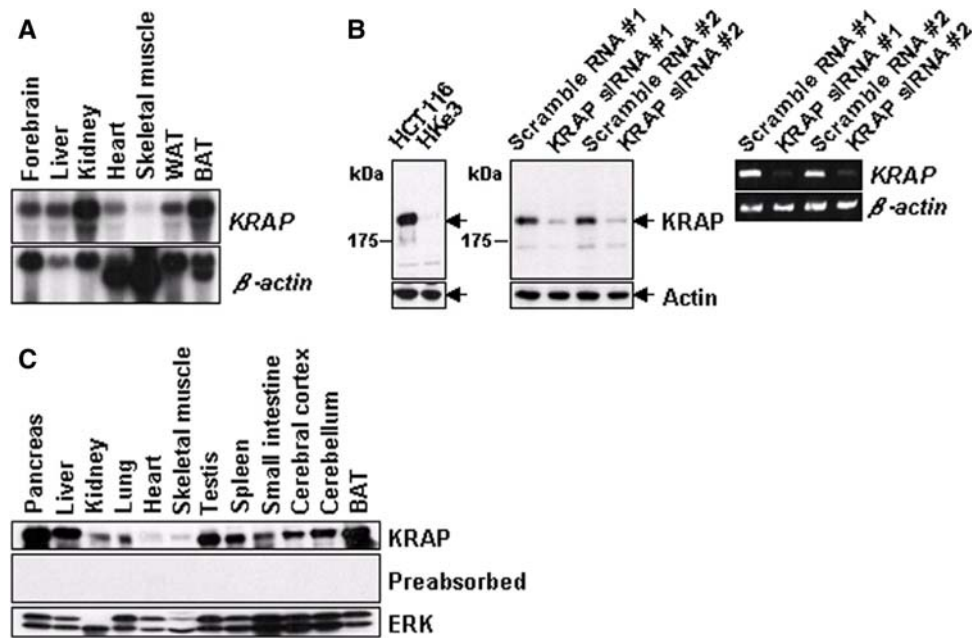 A
Forebrain
Liver
Kidney
Heart
Skeletal muscle
WAT
BAT
KRAP
β-actin
B
HCT116
HKe3
kDa
175
Scramble RNA #1
KRAP siRNA #1
Scramble RNA #2
KRAP siRNA #2
kDa
175
KRAP
Actin
Scramble RNA #1
KRAP siRNA #1
Scramble RNA #2
KRAP siRNA #2
KRAP
β-actin
C
Pancreas
Liver
Kidney
Lung
Heart
Skeletal muscle
Testis
Spleen
Small intestine
Cerebral cortex
Cerebellum
BAT
KRAP
Preabsorbed
ERK